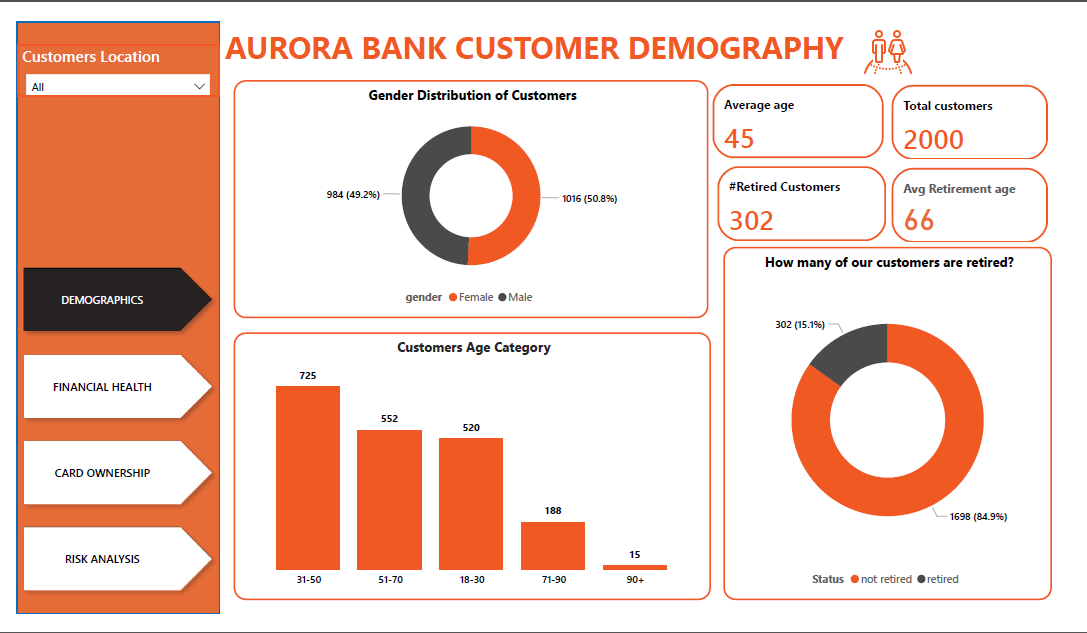 AURORA BANK CUSTOMER DEMOGRAPHY
Customers Location
All
DEMOGRAPHICS
FINANCIAL HEALTH
CARD OWNERSHIP
RISK ANALYSIS
Gender Distribution of Customers
984 (49.2%)
1016 (50.8%)
gender Female Male
Average age
45
Total customers
2000
#Retired Customers
302
Avg Retirement age
66
Customers Age Category
725
552
520
188
15
31-50 51-70 18-30 71-90 90+
How many of our customers are retired?
302 (15.1%)
1698 (84.9%)
Status not retired retired